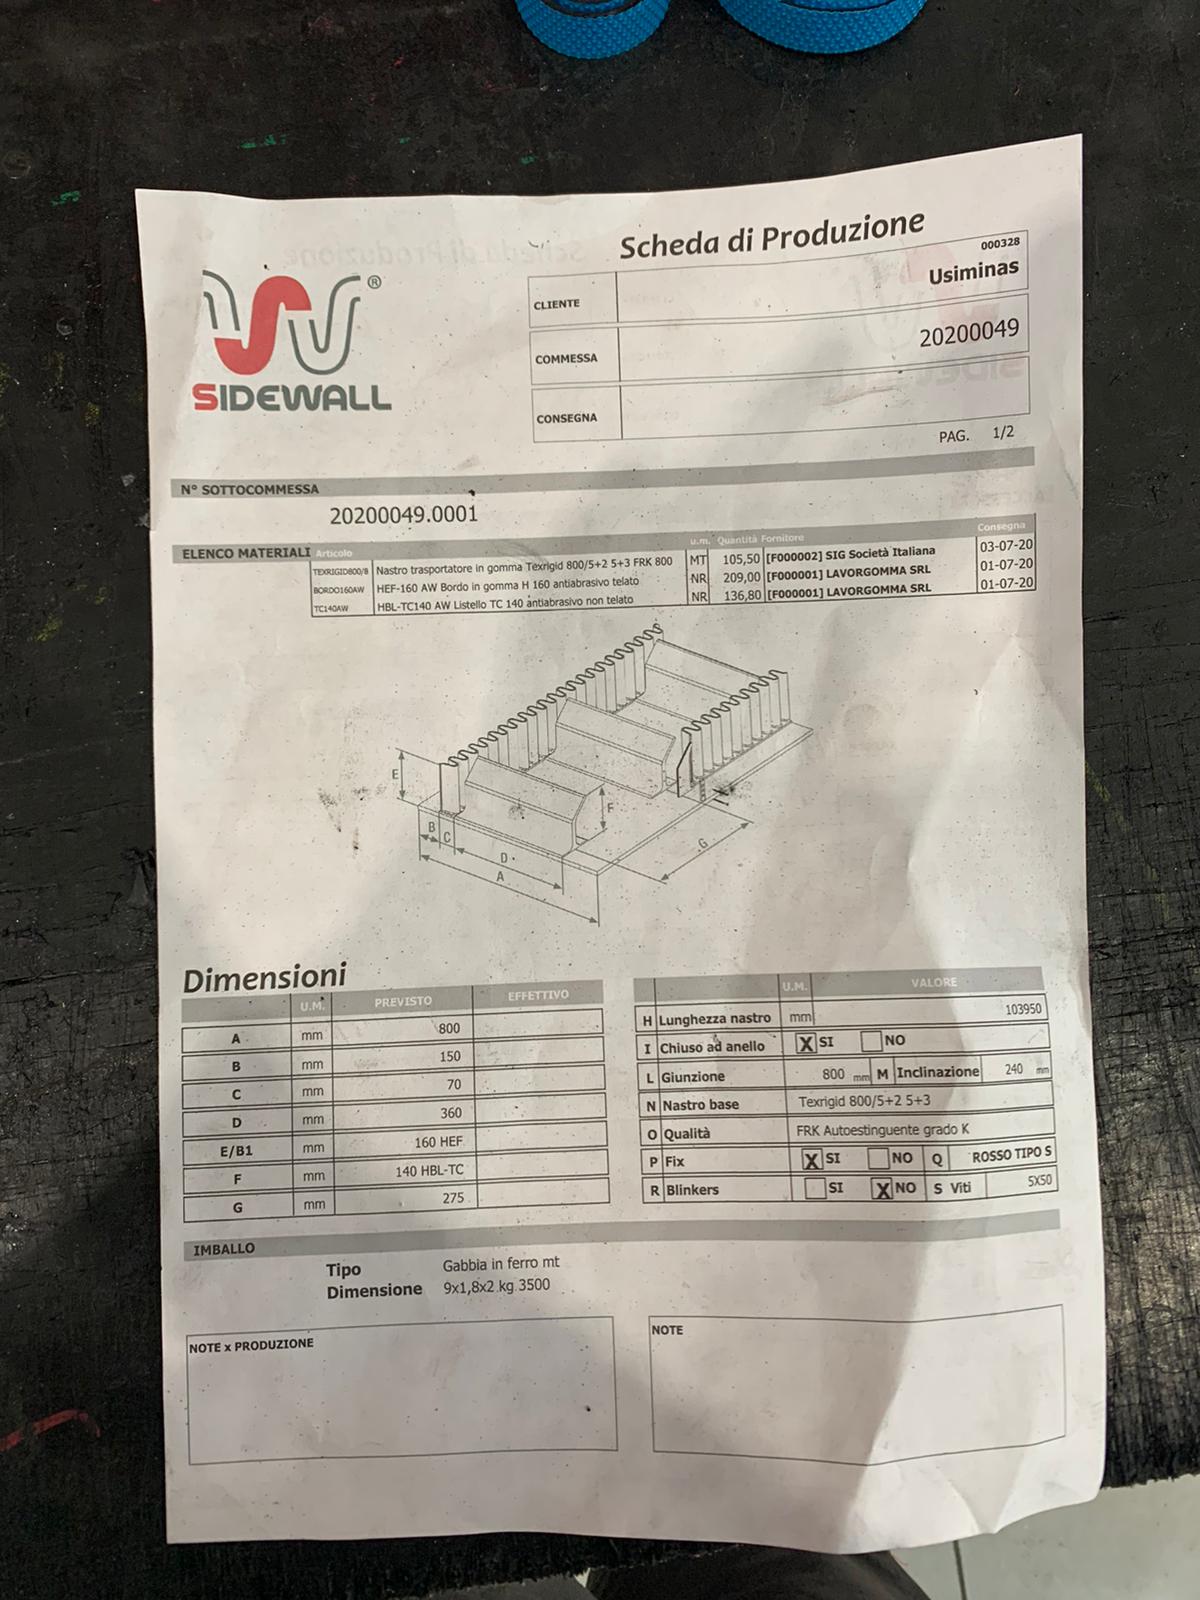 Scheda di Produzione
®
SIDEWALL
000328
CLIENTE Usiminas
COMMESSA 20200049
CONSEGNA
PAG. 1/2
N° SOTTOCOMMESSA
20200049.0001
ELENCO MATERIALI Articolo u.m. Quantità Fornitore Consegna
TEXRIGID800/8 Nastro trasportatore in gomma Texrigid 800/5+2 5+3 FRK 800 MT 105,50 [F000002] SIG Società Italiana 03-07-20
BORDO160AW HEF-160 AW Bordo in gomma H 160 antiabrasivo telato NR 209,00 [F000001] LAVORGOMMA SRL 01-07-20
TC140AW HBL-TC140 AW Listello TC 140 antiabrasivo non telato NR 136,80 [F000001] LAVORGOMMA SRL 01-07-20
E
B
C
D
A
F
G
Dimensioni
U.M. PREVISTO EFFETTIVO
A mm 800
B mm 150
C mm 70
D mm 360
E/B1 mm 160 HEF
F mm 140 HBL-TC
G mm 275
U.M. VALORE
H Lunghezza nastro mm 103950
I Chiuso ad anello X SI NO
L Giunzione 800 mm M Inclinazione 240 mm
N Nastro base Texrigid 800/5+2 5+3
O Qualità FRK Autoestinguente grado K
P Fix X SI NO Q ROSSO TIPO S
R Blinkers SI X NO S Viti 5X50
IMBALLO
Tipo Gabbia in ferro mt
Dimensione 9x1,8x2 kg 3500
NOTE x PRODUZIONE
NOTE